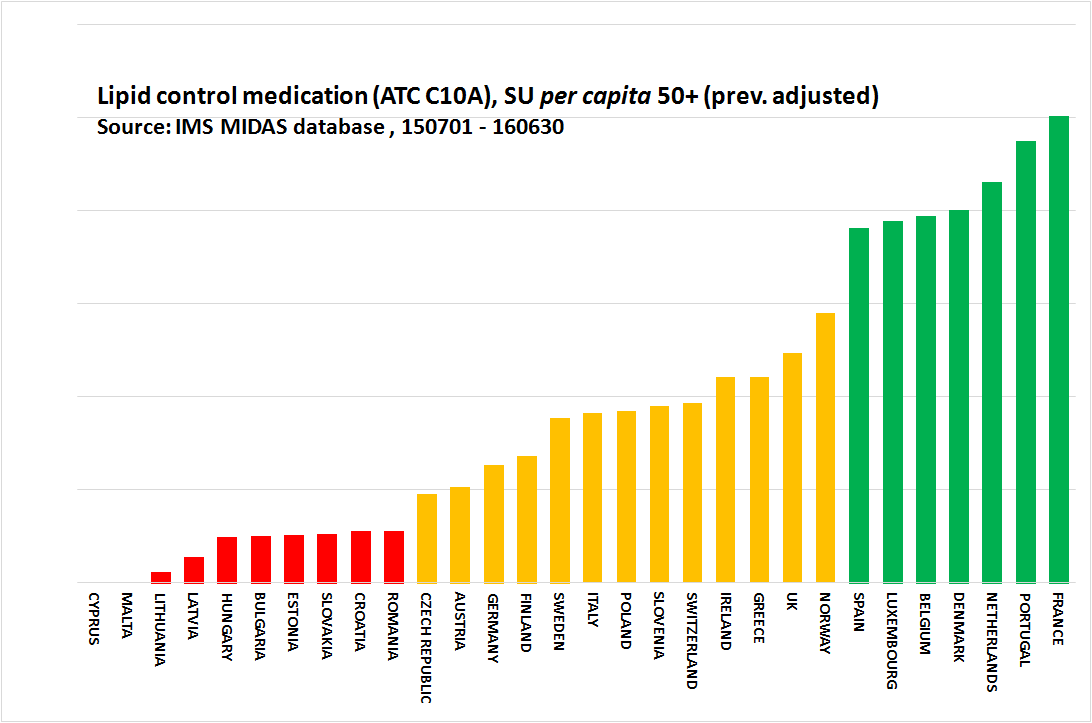 Lipid control medication (ATC C10A), SU per capita 50+ (prev. adjusted)
Source: IMS MIDAS database , 150701 - 160630
CYPRUS
MALTA
LITHUANIA
LATVIA
HUNGARY
BULGARIA
ESTONIA
SLOVAKIA
CROATIA
ROMANIA
CZECH REPUBLIC
AUSTRIA
GERMANY
FINLAND
SWEDEN
ITALY
POLAND
SLOVENIA
SWITZERLAND
IRELAND
GREECE
UK
NORWAY
SPAIN
LUXEMBOURG
BELGIUM
DENMARK
NETHERLANDS
PORTUGAL
FRANCE